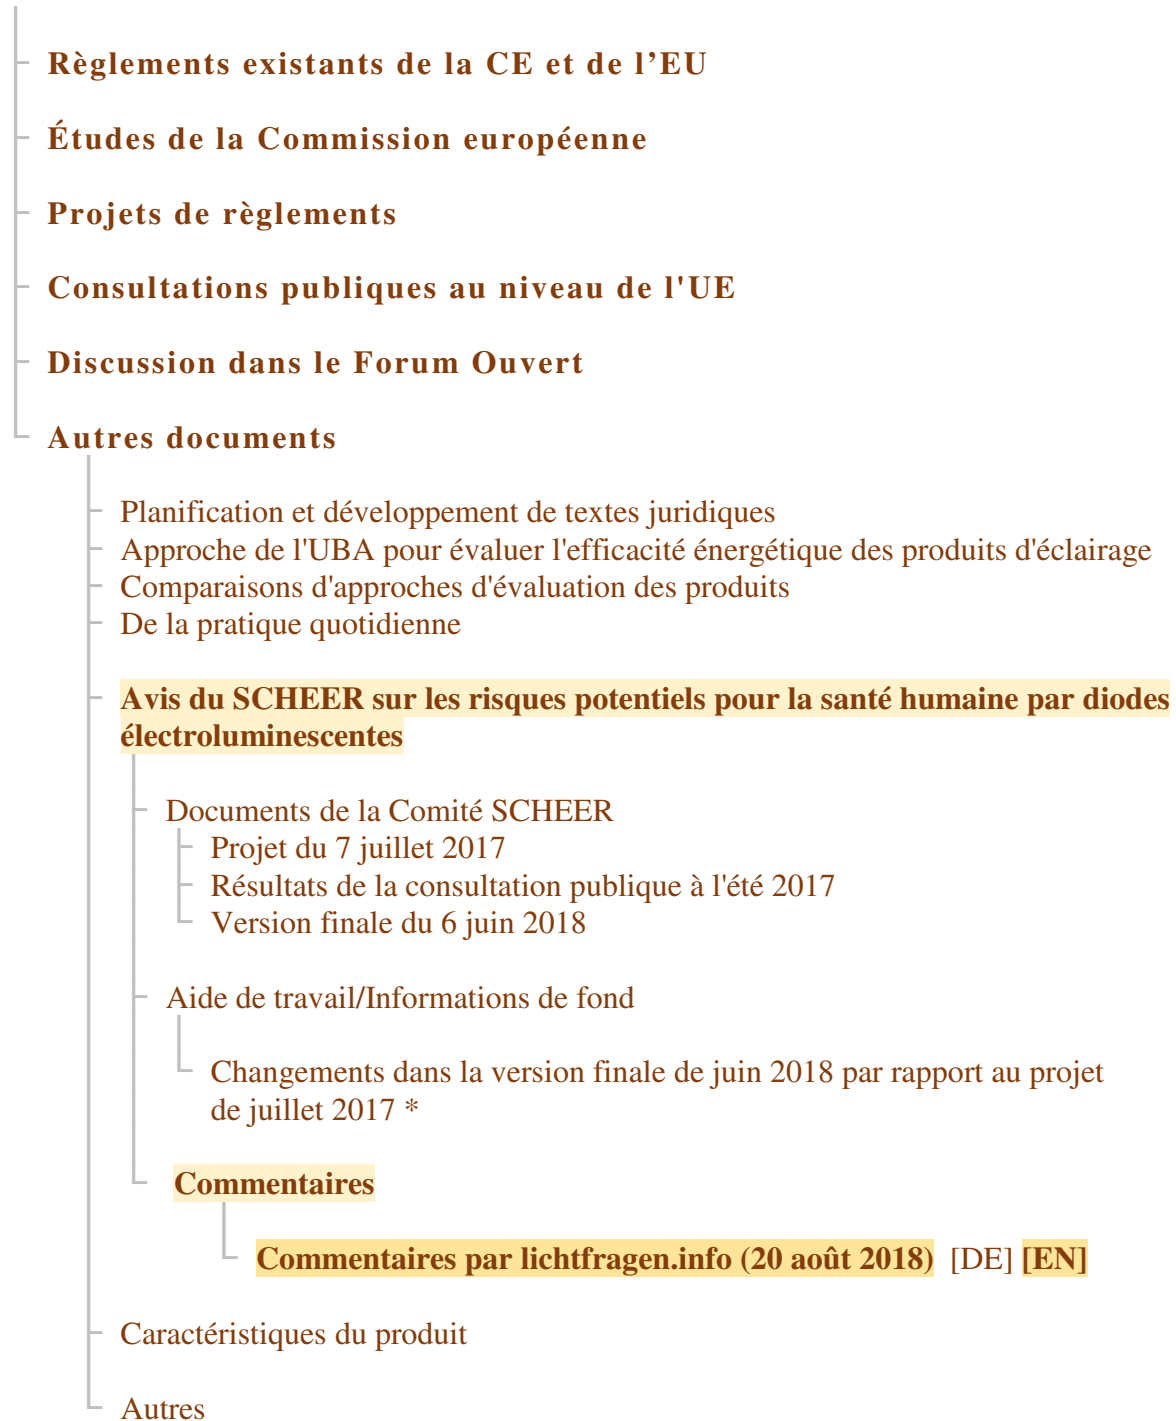 Règlements existants de la CE et de l’EU
Études de la Commission européenne
Projets de règlements
Consultations publiques au niveau de l'UE
Discussion dans le Forum Ouvert
Autres documents
Planification et développement de textes juridiques
Approche de l'UBA pour évaluer l'efficacité énergétique des produits d'éclairage
Comparaisons d'approches d'évaluation des produits
De la pratique quotidienne
Avis du SCHEER sur les risques potentiels pour la santé humaine par diodes
électroluminescentes
Documents de la Comité SCHEER
Projet du 7 juillet 2017
Résultats de la consultation publique à l'été 2017
Version finale du 6 juin 2018
Aide de travail/Informations de fond
Changements dans la version finale de juin 2018 par rapport au projet
de juillet 2017 *
Commentaires
Commentaires par lichtfragen.info (20 août 2018) [DE] [EN]
Caractéristiques du produit
Autres